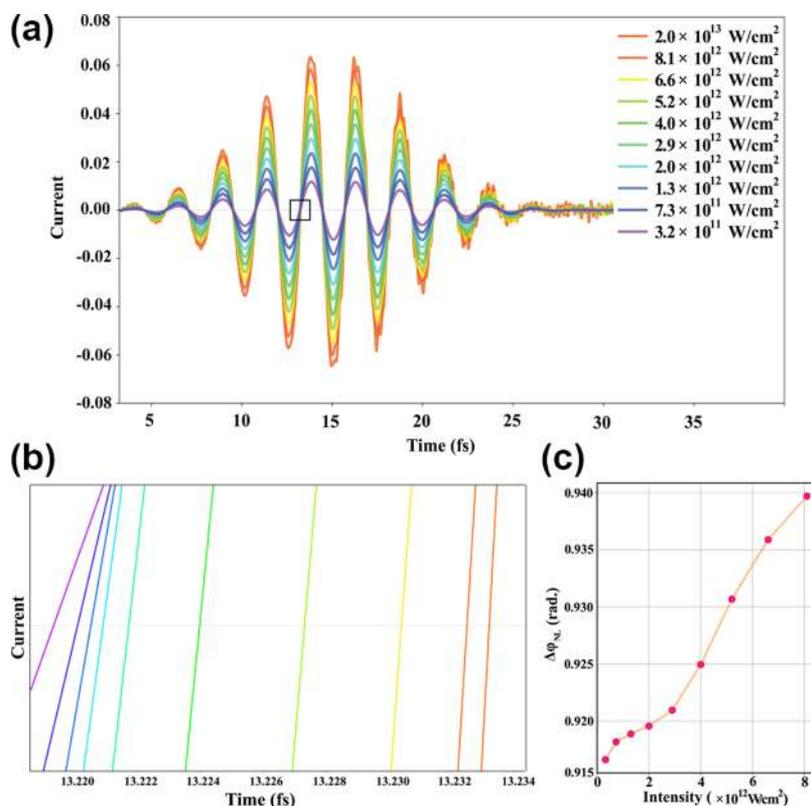 (a)
0.08
0.06
0.04
0.02
0.00
-0.02
-0.04
-0.06
-0.08
Current
5
10
15
20
25
30
35
Time (fs)
2.0 × 10^13 W/cm^2
8.1 × 10^12 W/cm^2
6.6 × 10^12 W/cm^2
5.2 × 10^12 W/cm^2
4.0 × 10^12 W/cm^2
2.9 × 10^12 W/cm^2
2.0 × 10^12 W/cm^2
1.3 × 10^12 W/cm^2
7.3 × 10^11 W/cm^2
3.2 × 10^11 W/cm^2
(b)
Current
13.220 13.222 13.224 13.226 13.228 13.230 13.233 13.234
Time (fs)
(c)
0.940
0.930
0.925
0.920
0.915
Δφ_NL (rad.)
0 2 4 6 8
Intensity ( ×10^12W/cm^2)